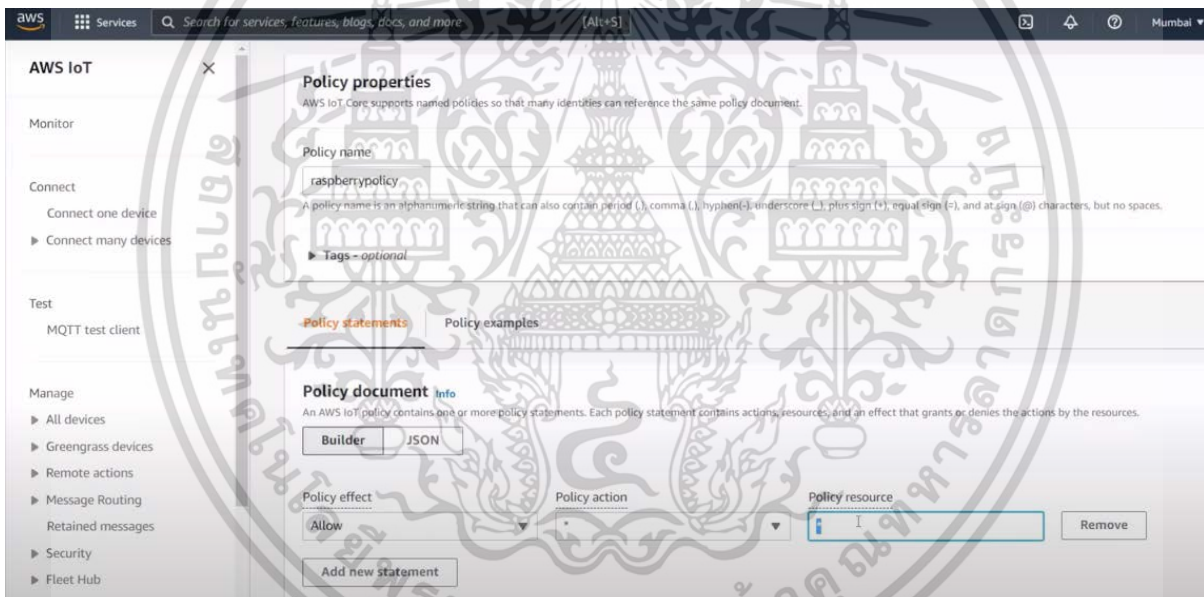 aws
Services
Search for services, features, blogs, docs, and more
[Alt+S]
Mumbai
AWS IoT
Monitor
Connect
Connect one device
Connect many devices
Test
MQTT test client
Manage
All devices
Greengrass devices
Remote actions
Message Routing
Retained messages
Security
Fleet Hub
Policy properties
AWS IoT Core supports named policies so that many identities can reference the same policy document.
Policy name
raspberrypolicy
A policy name is an alphanumeric string that can also contain period (.), comma (,), hyphen(-), underscore (_), plus sign (+), equal sign (=), and at sign (@) characters, but no spaces.
Tags - optional
Policy statements
Policy examples
Policy document Info
An AWS IoT policy contains one or more policy statements. Each policy statement contains actions, resources, and an effect that grants or denies the actions by the resources.
Builder
JSON
Policy effect
Policy action
Policy resource
Allow
*
*
Remove
Add new statement